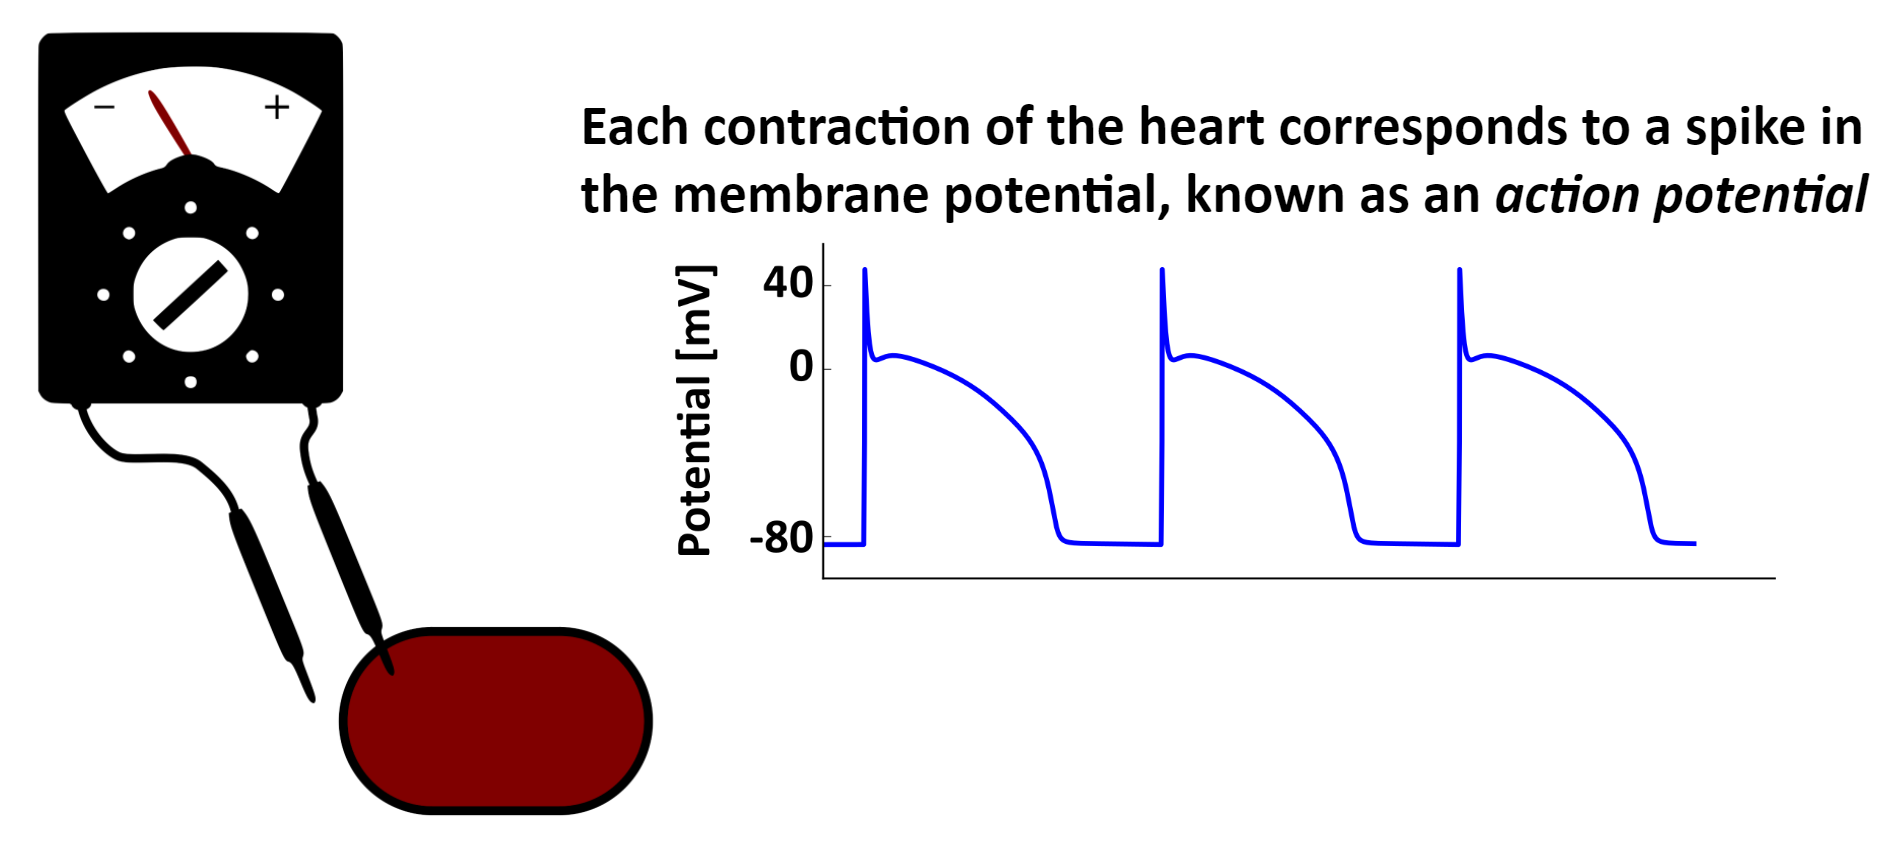 − +
Each contraction of the heart corresponds to a spike in
the membrane potential, known as an action potential
Potential [mV]
40
0
-80